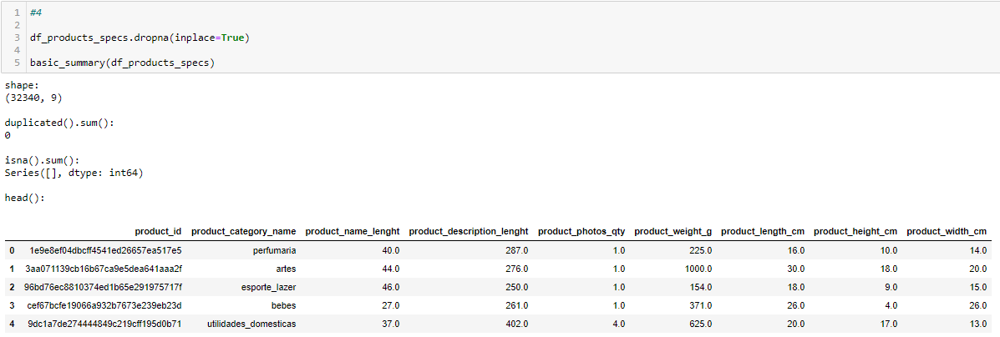 1 #4
2
3 df_products_specs.dropna(inplace=True)
4
5 basic_summary(df_products_specs)
shape:
(32340, 9)
duplicated().sum():
0
isna().sum():
Series([], dtype: int64)
head():
product_id product_category_name product_name_lenght product_description_lenght product_photos_qty product_weight_g product_length_cm product_height_cm product_width_cm
0 1e9e8ef04dbcff4541ed26657ea517e5 perfumaria 40.0 287.0 1.0 225.0 16.0 10.0 14.0
1 3aa071139cb16b67ca9e5dea641aaa2f artes 44.0 276.0 1.0 1000.0 30.0 18.0 20.0
2 96bd76ec8810374ed1b65e291975717f esporte_lazer 46.0 250.0 1.0 154.0 18.0 9.0 15.0
3 cef67bcfe19066a932b7673e239eb23d bebes 27.0 261.0 1.0 371.0 26.0 4.0 26.0
4 9dc1a7de274444849c219cff195d0b71 utilidades_domesticas 37.0 402.0 4.0 625.0 20.0 17.0 13.0